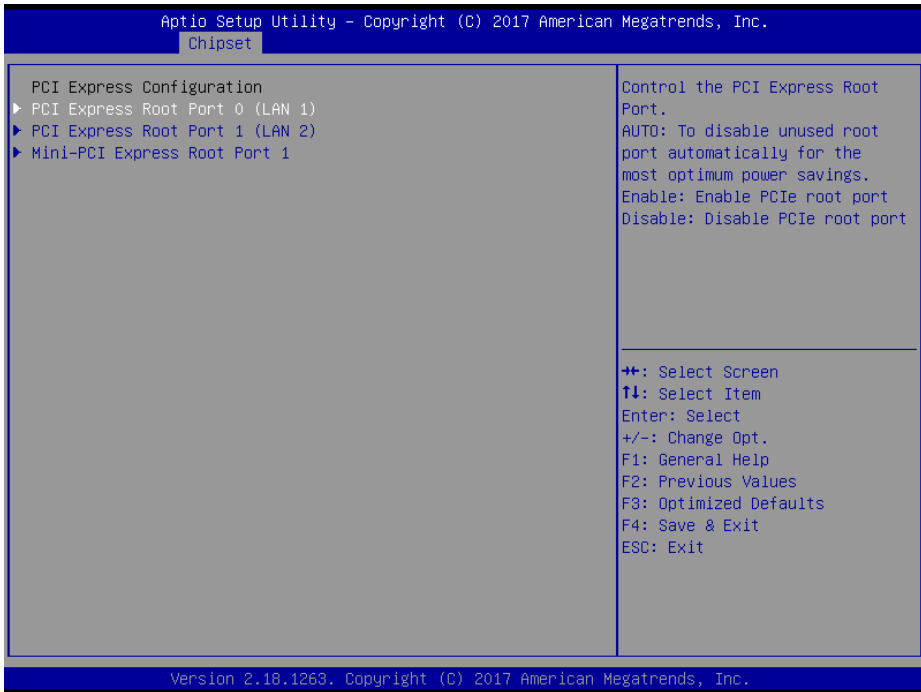 Aptio Setup Utility – Copyright (C) 2017 American Megatrends, Inc.
Chipset
PCI Express Configuration
▶ PCI Express Root Port 0 (LAN 1)
▶ PCI Express Root Port 1 (LAN 2)
▶ Mini-PCI Express Root Port 1
Control the PCI Express Root
Port.
AUTO: To disable unused root
port automatically for the
most optimum power savings.
Enable: Enable PCIe root port
Disable: Disable PCIe root port
→←: Select Screen
↑↓: Select Item
Enter: Select
+/-: Change Opt.
F1: General Help
F2: Previous Values
F3: Optimized Defaults
F4: Save & Exit
ESC: Exit
Version 2.18.1263. Copyright (C) 2017 American Megatrends, Inc.